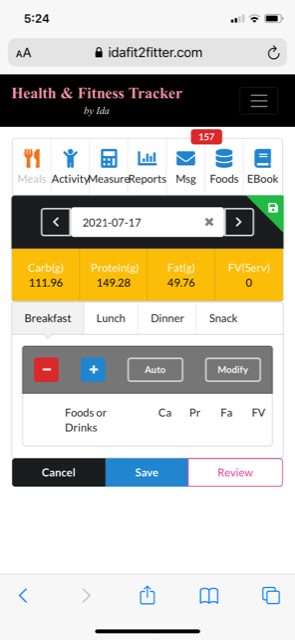 5:24
AA idafit2fitter.com
Health & Fitness Tracker
by Ida
157
Meals Activity Measure Reports Msg Foods EBook
2021-07-17
Carb(g) Protein(g) Fat(g) FV(Serv)
111.96 149.28 49.76 0
Breakfast Lunch Dinner Snack
Auto Modify
Foods or Ca Pr Fa FV
Drinks
Cancel Save Review